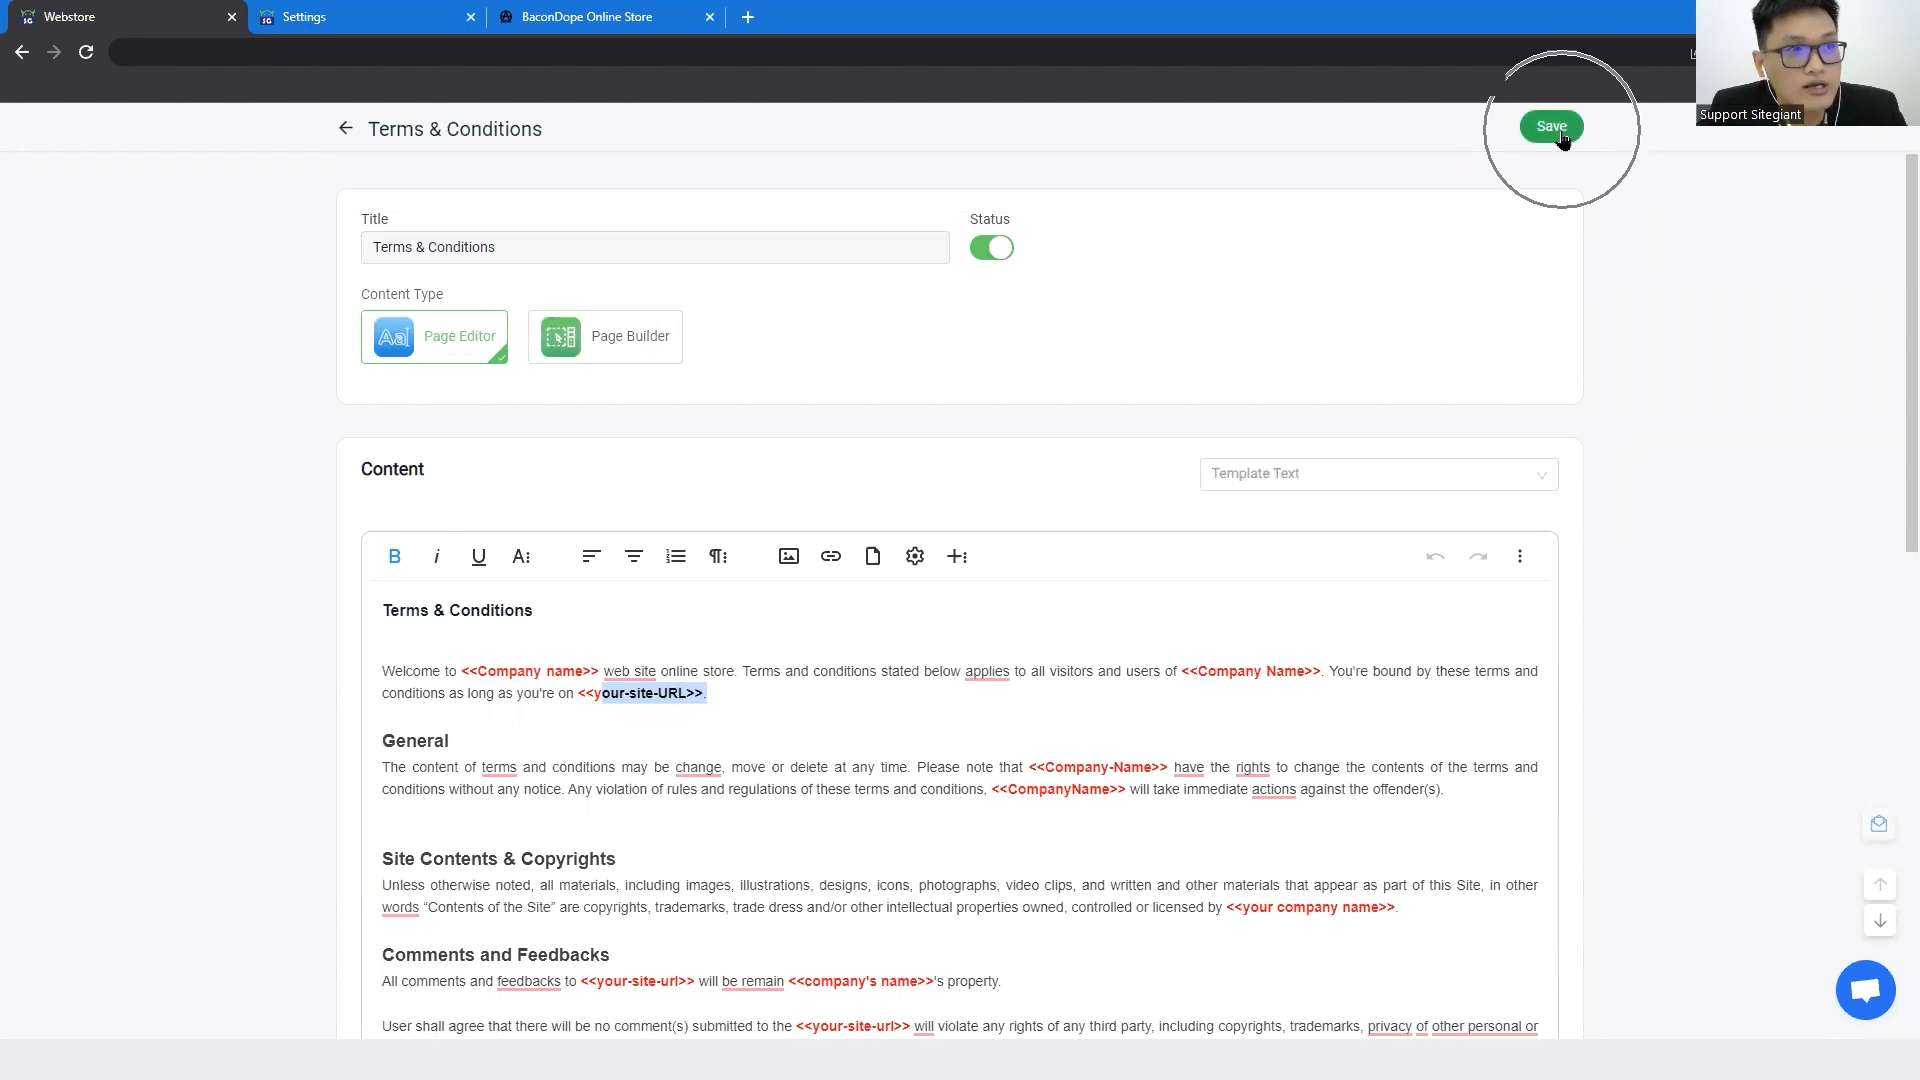 Webstore
Settings
BaconDope Online Store
Support Sitegiant
Terms & Conditions
Save
Title
Status
Terms & Conditions
Content Type
Aa
Page Editor
Page Builder
Content
Template Text
Terms & Conditions
Welcome to <<Company name>> web site online store. Terms and conditions stated below applies to all visitors and users of <<Company Name>>. You're bound by these terms and
conditions as long as you're on <<your-site-URL>>.
General
The content of terms and conditions may be change, move or delete at any time. Please note that <<Company-Name>> have the rights to change the contents of the terms and
conditions without any notice. Any violation of rules and regulations of these terms and conditions, <<CompanyName>> will take immediate actions against the offender(s).
Site Contents & Copyrights
Unless otherwise noted, all materials, including images, illustrations, designs, icons, photographs, video clips, and written and other materials that appear as part of this Site, in other
words “Contents of the Site” are copyrights, trademarks, trade dress and/or other intellectual properties owned, controlled or licensed by <<your company name>>.
Comments and Feedbacks
All comments and feedbacks to <<your-site-url>> will be remain <<company's name>>'s property.
User shall agree that there will be no comment(s) submitted to the <<your-site-url>> will violate any rights of any third party, including copyrights, trademarks, privacy of other personal or